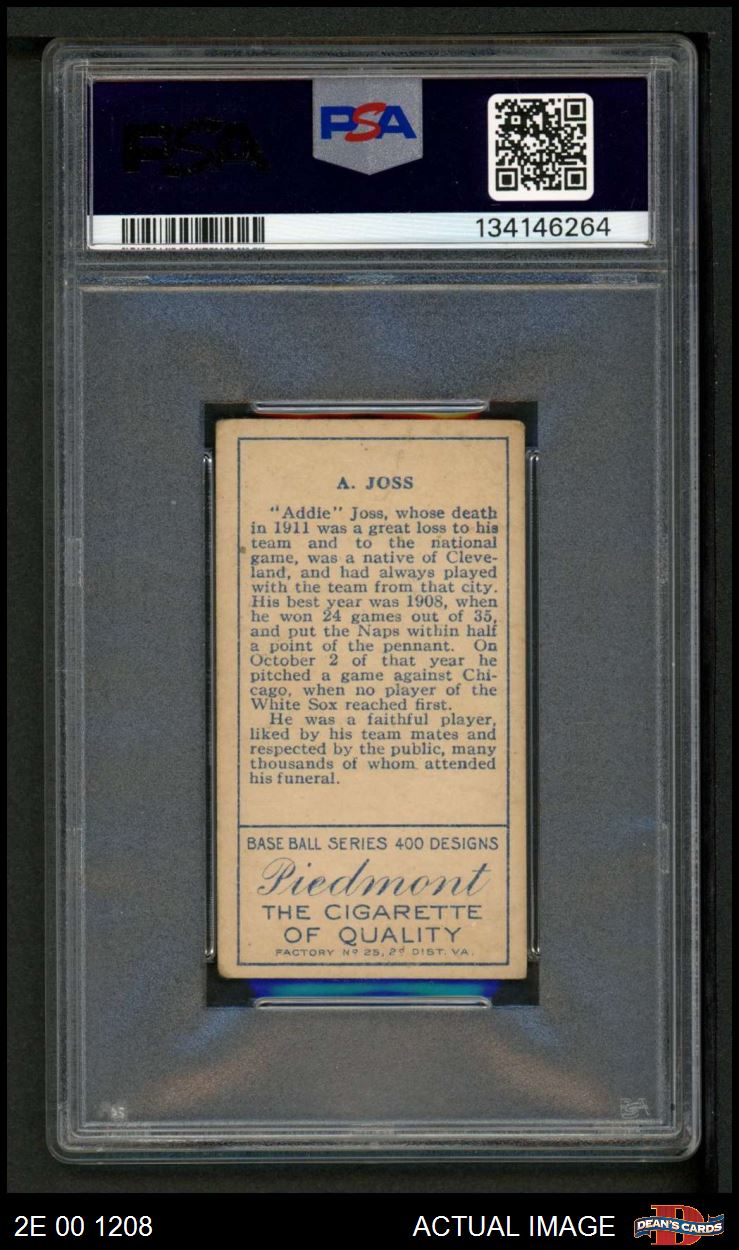 PSA
PSA
134146264
A. JOSS
"Addie" Joss, whose death
in 1911 was a great loss to his
team and to the national
game, was a native of Cleve-
land, and had always played
with the team from that city.
His best year was 1908, when
he won 24 games out of 35,
and put the Naps within half
a point of the pennant. On
October 2 of that year he
pitched a game against Chi-
cago, when no player of the
White Sox reached first.
He was a faithful player,
liked by his team mates and
respected by the public, many
thousands of whom attended
his funeral.
BASE BALL SERIES 400 DESIGNS
Piedmont
THE CIGARETTE
OF QUALITY
FACTORY Nº 25, 2d DIST. VA.
PSA
2E 00 1208
ACTUAL IMAGE
DEAN'S CARDS